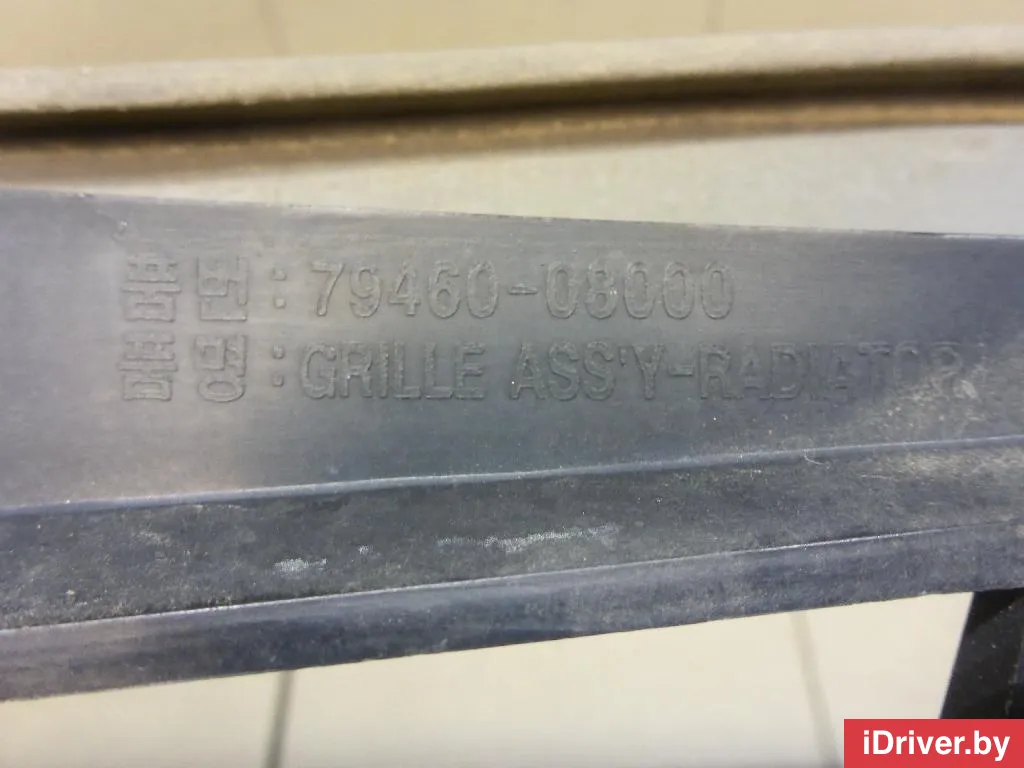 품번 : 79460-08000
품명 : GRILLE ASS'Y-RADIATOR
iDriver.by